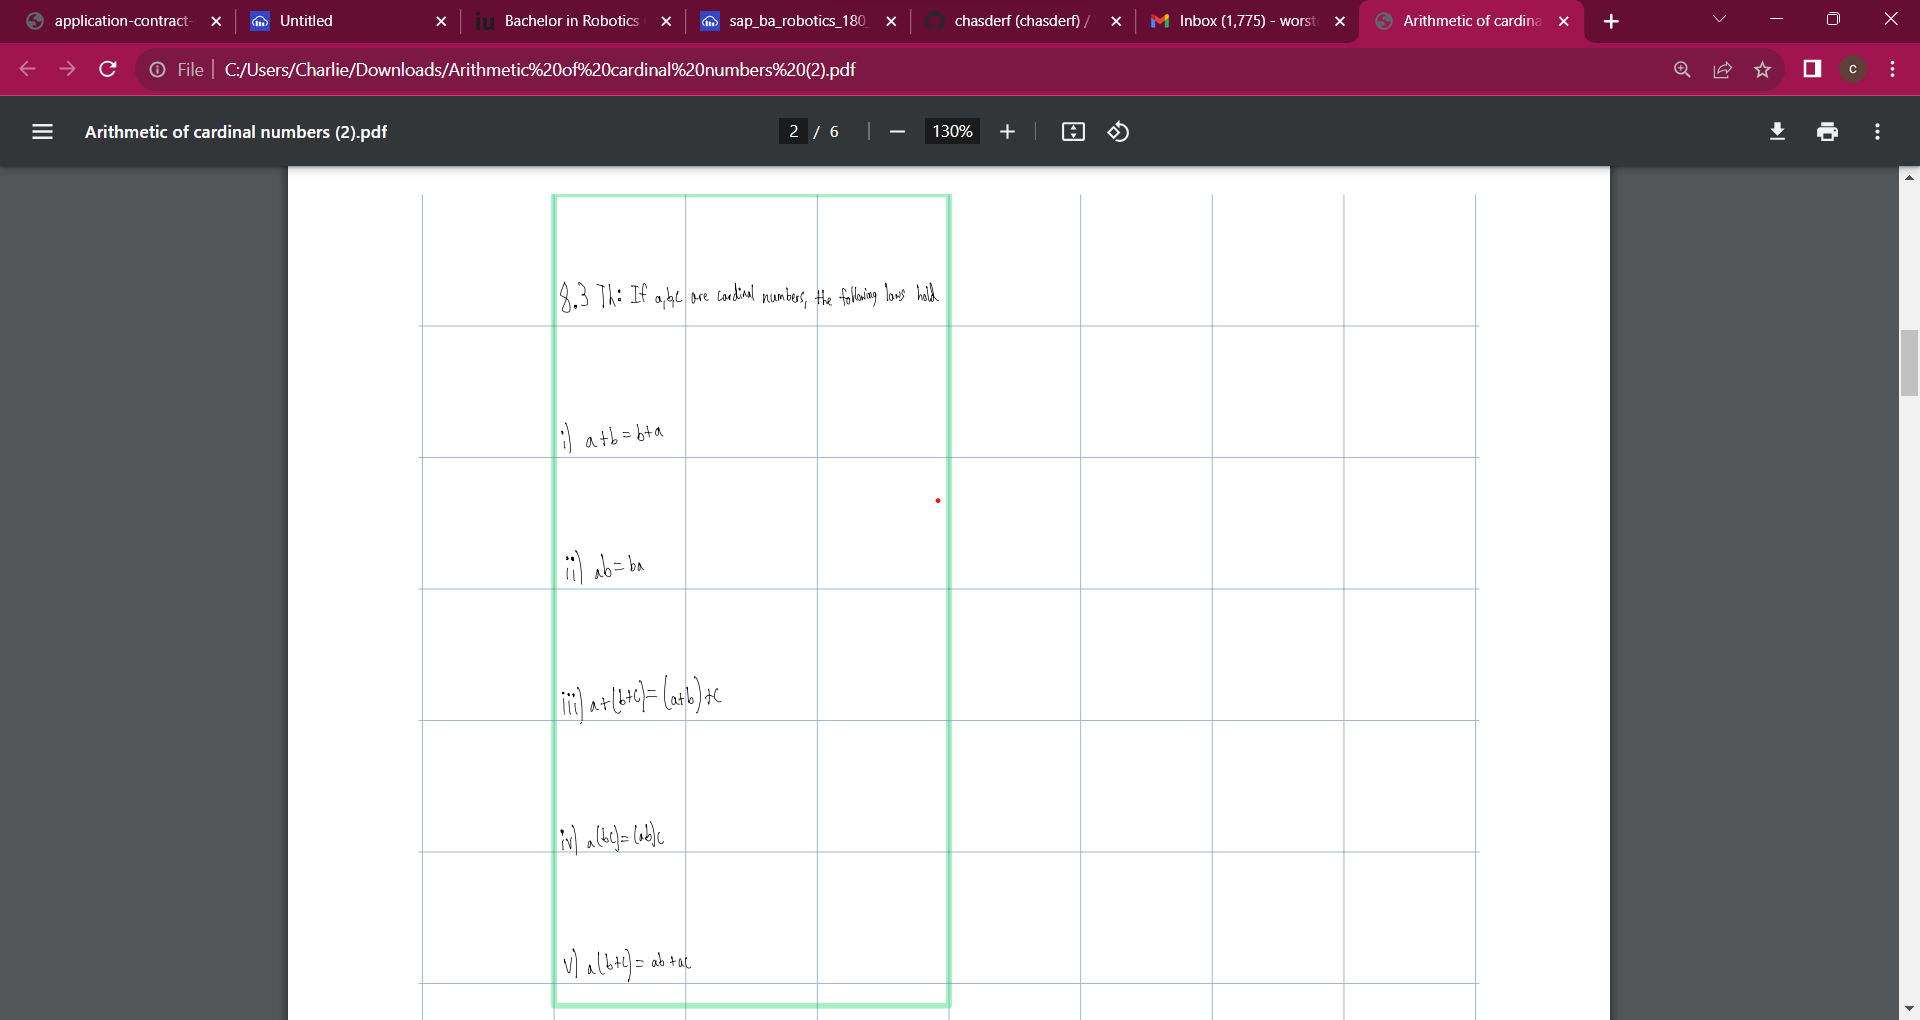 application-contract-
Untitled
Bachelor in Robotics
sap_ba_robotics_180
chasderf (chasderf) /
Inbox (1,775) - worst
Arithmetic of cardina
File
C:/Users/Charlie/Downloads/Arithmetic%20of%20cardinal%20numbers%20(2).pdf
c
Arithmetic of cardinal numbers (2).pdf
2 / 6
130%
8.3 Th: If a,b,c are cardinal numbers, the following laws hold
i) a+b=b+a
ii) ab=ba
iii) a+(b+c)=(a+b)+c
iv) a(bc)=(ab)c
v) a(b+c)=ab+ac